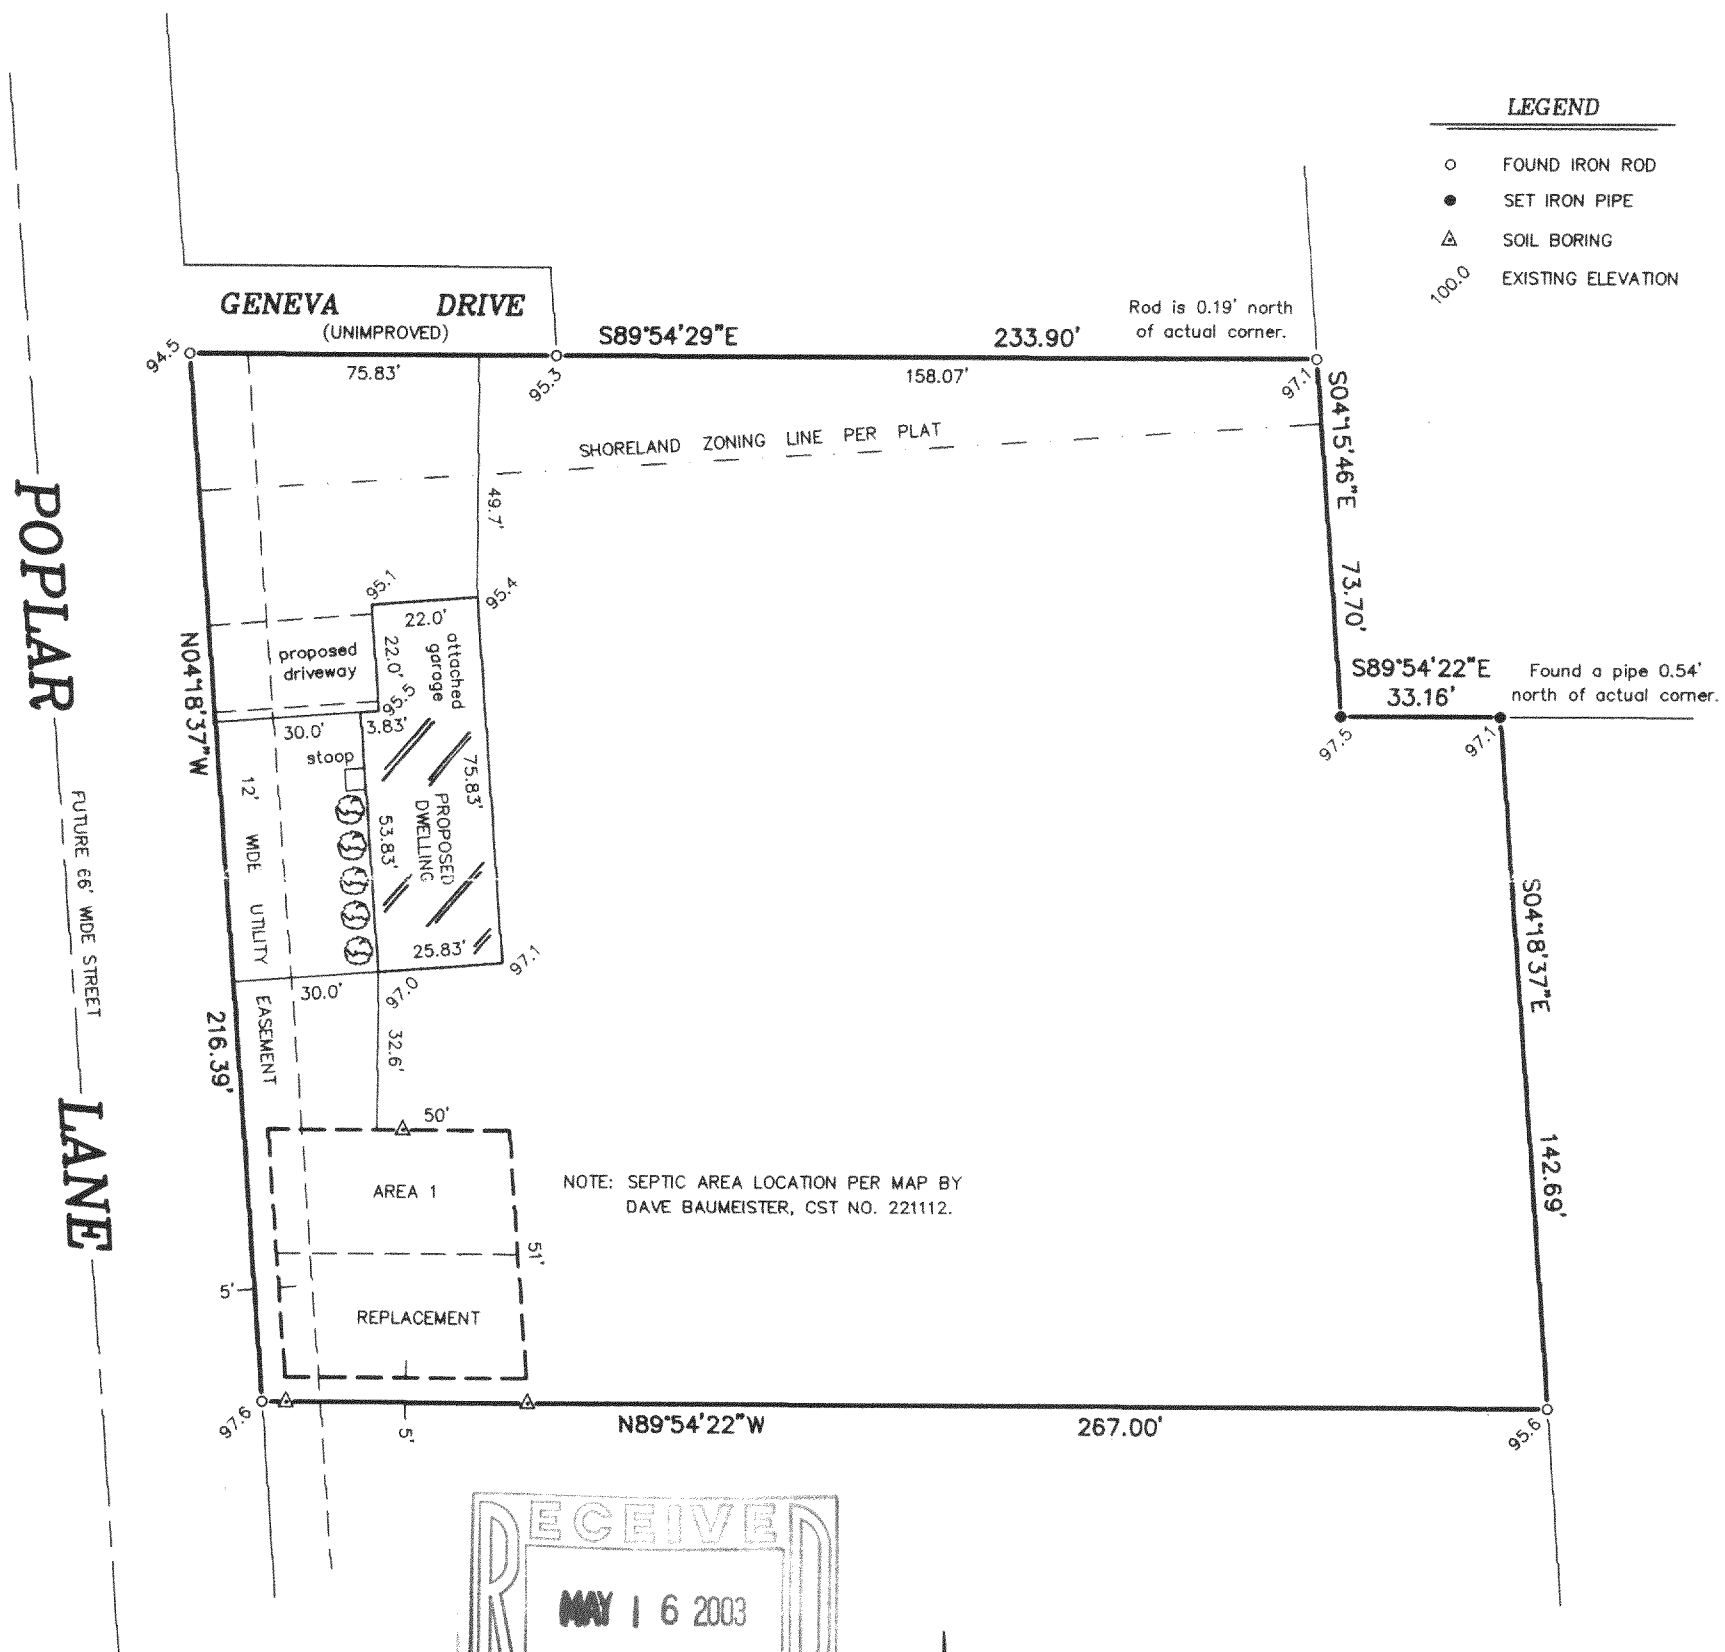 LEGEND
FOUND IRON ROD
SET IRON PIPE
SOIL BORING
100.0 EXISTING ELEVATION
GENEVA DRIVE
(UNIMPROVED)
S89°54'29"E 233.90'
Rod is 0.19' north
of actual corner.
94.5
75.83'
95.3
158.07'
97.1
S04°15'46"E 73.70'
SHORELAND ZONING LINE PER PLAT
49.7'
95.1
95.4
22.0'
22.0'
attached
garage
proposed
driveway
95.5
3.83'
30.0'
stoop
75.83'
PROPOSED
DWELLING
53.83'
25.83'
97.1
97.0
30.0'
32.6'
S89°54'22"E
33.16'
Found a pipe 0.54'
north of actual corner.
97.5
97.1
S04°18'37"E 142.69'
POPLAR LANE
FUTURE 66' WIDE STREET
N04°18'37"W 216.39'
12' WIDE UTILITY EASEMENT
50'
AREA 1
51'
5'
REPLACEMENT
NOTE: SEPTIC AREA LOCATION PER MAP BY
DAVE BAUMEISTER, CST NO. 221112.
97.6
5'
N89°54'22"W 267.00'
95.6
RECEIVED
MAY 16 2003